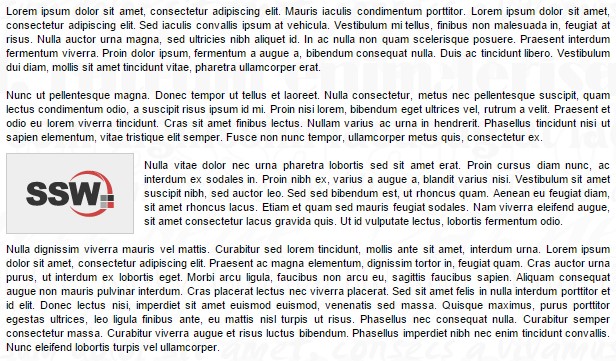 Lorem ipsum dolor sit amet, consectetur adipiscing elit. Mauris iaculis condimentum porttitor. Lorem ipsum dolor sit amet,
consectetur adipiscing elit. Sed iaculis convallis ipsum at vehicula. Vestibulum mi tellus, finibus non malesuada in, feugiat at
risus. Nulla auctor urna magna, sed ultricies nibh aliquet id. In ac nulla non quam scelerisque posuere. Praesent interdum
fermentum viverra. Proin dolor ipsum, fermentum a augue a, bibendum consequat nulla. Duis ac tincidunt libero. Vestibulum
dui diam, mollis sit amet tincidunt vitae, pharetra ullamcorper erat.
Nunc ut pellentesque magna. Donec tempor ut tellus et laoreet. Nulla consectetur, metus nec pellentesque suscipit, quam
lectus condimentum odio, a suscipit risus ipsum id mi. Proin nisi lorem, bibendum eget ultrices vel, rutrum a velit. Praesent et
odio eu lorem viverra tincidunt. Cras sit amet finibus lectus. Nullam varius ac urna in hendrerit. Phasellus tincidunt nisi ut
sapien elementum, vitae tristique elit semper. Fusce non nunc tempor, ullamcorper metus quis, consectetur ex.
SSW
Nulla vitae dolor nec urna pharetra lobortis sed sit amet erat. Proin cursus diam nunc, ac
interdum ex sodales in. Proin nibh ex, varius a augue a, blandit varius nisi. Vestibulum sit amet
suscipit nibh, sed auctor leo. Sed sed bibendum est, ut rhoncus quam. Aenean eu feugiat diam,
sit amet rhoncus lacus. Etiam et quam sed mauris feugiat sodales. Nam viverra eleifend augue,
sit amet consectetur lacus gravida quis. Ut id vulputate lectus, lobortis fermentum odio.
Nulla dignissim viverra mauris vel mattis. Curabitur sed lorem tincidunt, mollis ante sit amet, interdum urna. Lorem ipsum
dolor sit amet, consectetur adipiscing elit. Praesent ac magna elementum, dignissim tortor in, feugiat quam. Cras auctor urna
purus, ut interdum ex lobortis eget. Morbi arcu ligula, faucibus non arcu eu, sagittis faucibus sapien. Aliquam consequat
augue non mauris pulvinar interdum. Cras placerat lectus nec viverra placerat. Sed sit amet felis in nulla interdum porttitor et
id elit. Donec lectus nisi, imperdiet sit amet euismod euismod, venenatis sed massa. Quisque maximus, purus porttitor
egestas ultrices, leo ligula finibus ante, eu mattis nisl turpis ut risus. Phasellus nec consequat nulla. Curabitur semper
consectetur massa. Curabitur viverra augue et risus luctus bibendum. Phasellus imperdiet nibh nec enim tincidunt convallis.
Nunc eleifend lobortis turpis vel ullamcorper.